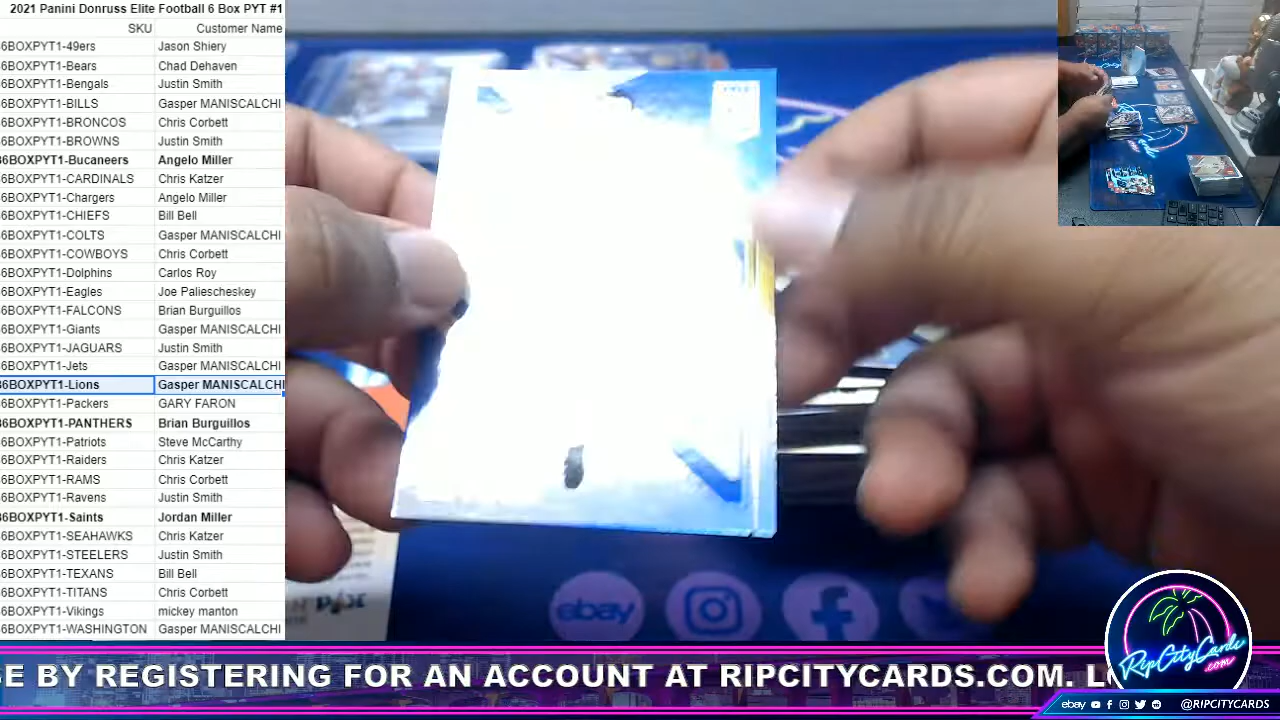 2021 Panini Donruss Elite Football 6 Box PYT #1
SKU Customer Name
6BOXPYT1-49ers Jason Shiery
6BOXPYT1-Bears Chad Dehaven
6BOXPYT1-Bengals Justin Smith
6BOXPYT1-BILLS Gasper MANISCALCHI
6BOXPYT1-BRONCOS Chris Corbett
6BOXPYT1-BROWNS Justin Smith
6BOXPYT1-Bucaneers Angelo Miller
6BOXPYT1-CARDINALS Chris Katzer
6BOXPYT1-Chargers Angelo Miller
6BOXPYT1-CHIEFS Bill Bell
6BOXPYT1-COLTS Gasper MANISCALCHI
6BOXPYT1-COWBOYS Chris Corbett
6BOXPYT1-Dolphins Carlos Roy
6BOXPYT1-Eagles Joe Paliescheskey
6BOXPYT1-FALCONS Brian Burguillos
6BOXPYT1-Giants Gasper MANISCALCHI
6BOXPYT1-JAGUARS Justin Smith
6BOXPYT1-Jets Gasper MANISCALCHI
6BOXPYT1-Lions Gasper MANISCALCHI
6BOXPYT1-Packers GARY FARON
6BOXPYT1-PANTHERS Brian Burguillos
6BOXPYT1-Patriots Steve McCarthy
6BOXPYT1-Raiders Chris Katzer
6BOXPYT1-RAMS Chris Corbett
6BOXPYT1-Ravens Justin Smith
6BOXPYT1-Saints Jordan Miller
6BOXPYT1-SEAHAWKS Chris Katzer
6BOXPYT1-STEELERS Justin Smith
6BOXPYT1-TEXANS Bill Bell
6BOXPYT1-TITANS Chris Corbett
6BOXPYT1-Vikings mickey manton
6BOXPYT1-WASHINGTON Gasper MANISCALCHI
ebay
SE BY REGISTERING FOR AN ACCOUNT AT RIPCITYCARDS.COM. L
RipCityCards
.com
ebay @RIPCITYCARDS